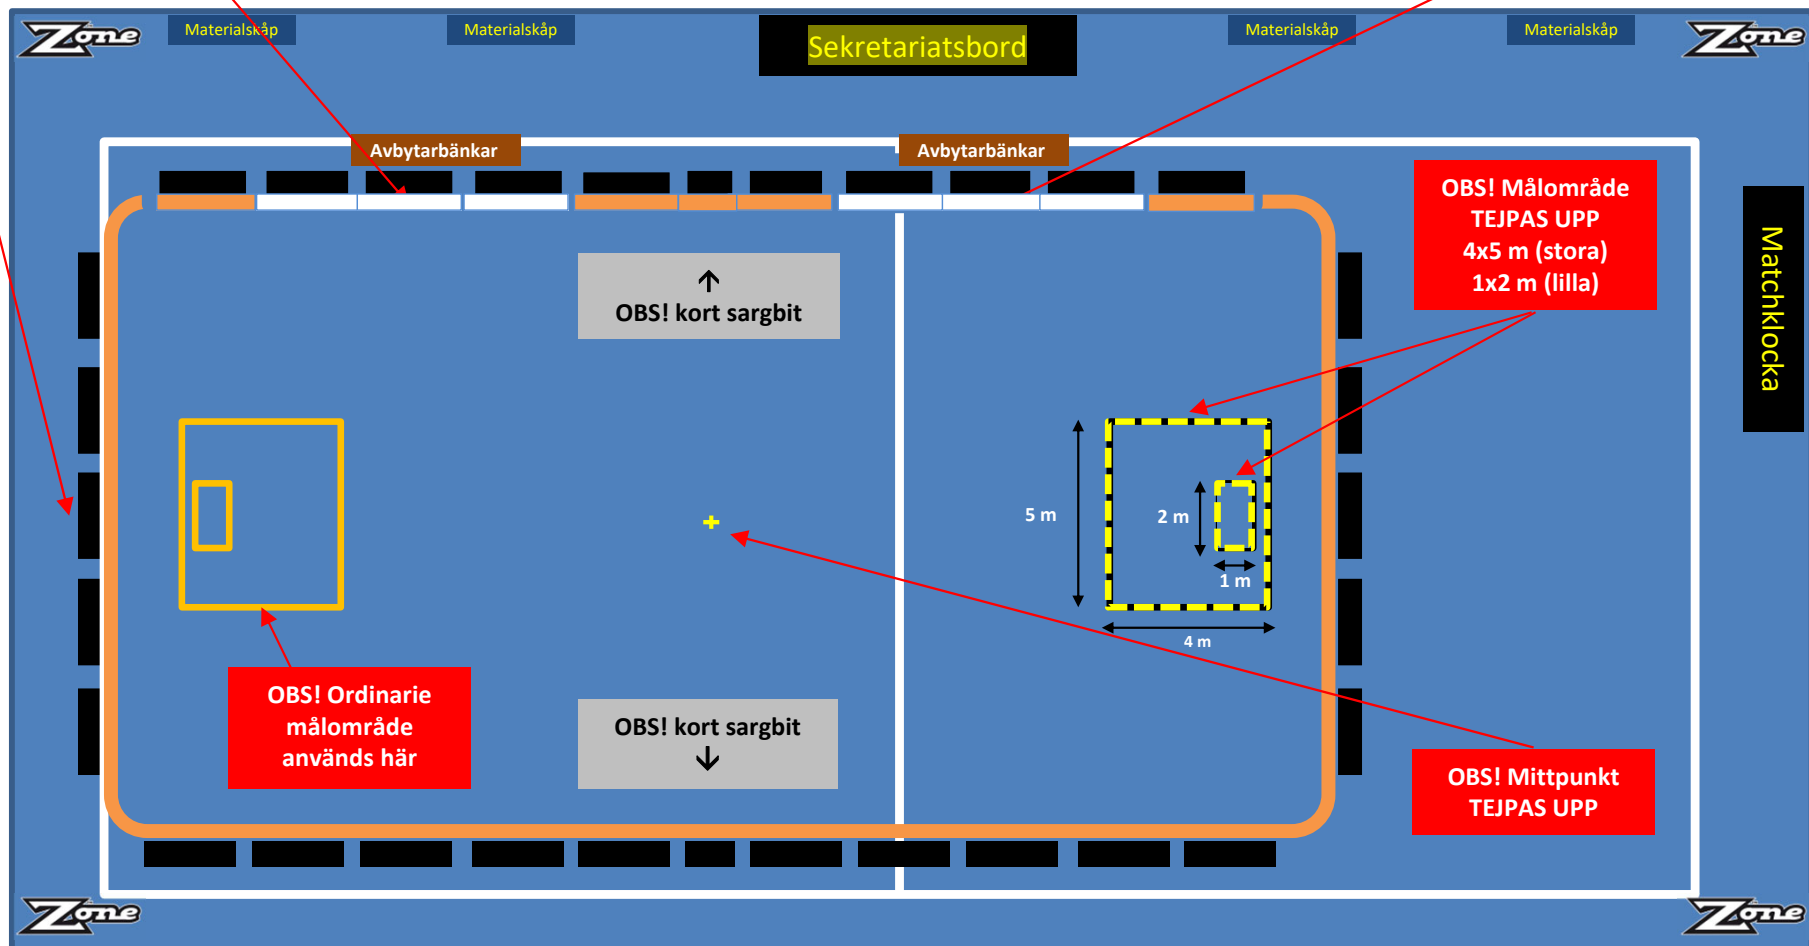 Zone
Materialskåp
Materialskåp
Sekretariatsbord
Materialskåp
Materialskåp
Zone
Avbytarbänkar
Avbytarbänkar
OBS! Målområde
TEJPAS UPP
4x5 m (stora)
1x2 m (lilla)
Matchklocka
↑
OBS! kort sargbit
5 m
2 m
1 m
4 m
OBS! Ordinarie
målområde
används här
OBS! kort sargbit
↓
OBS! Mittpunkt
TEJPAS UPP
Zone
Zone